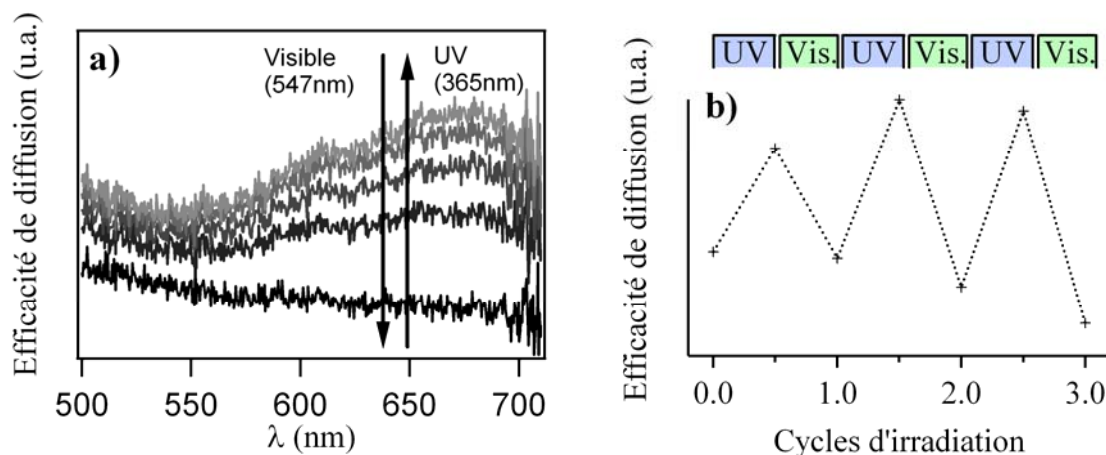 Efficacité de diffusion (u.a.)
a)
Visible
(547nm)
UV
(365nm)
500
550
600
650
700
λ (nm)
UV Vis. UV Vis. UV Vis.
Efficacité de diffusion (u.a.)
b)
0.0
1.0
2.0
3.0
Cycles d'irradiation